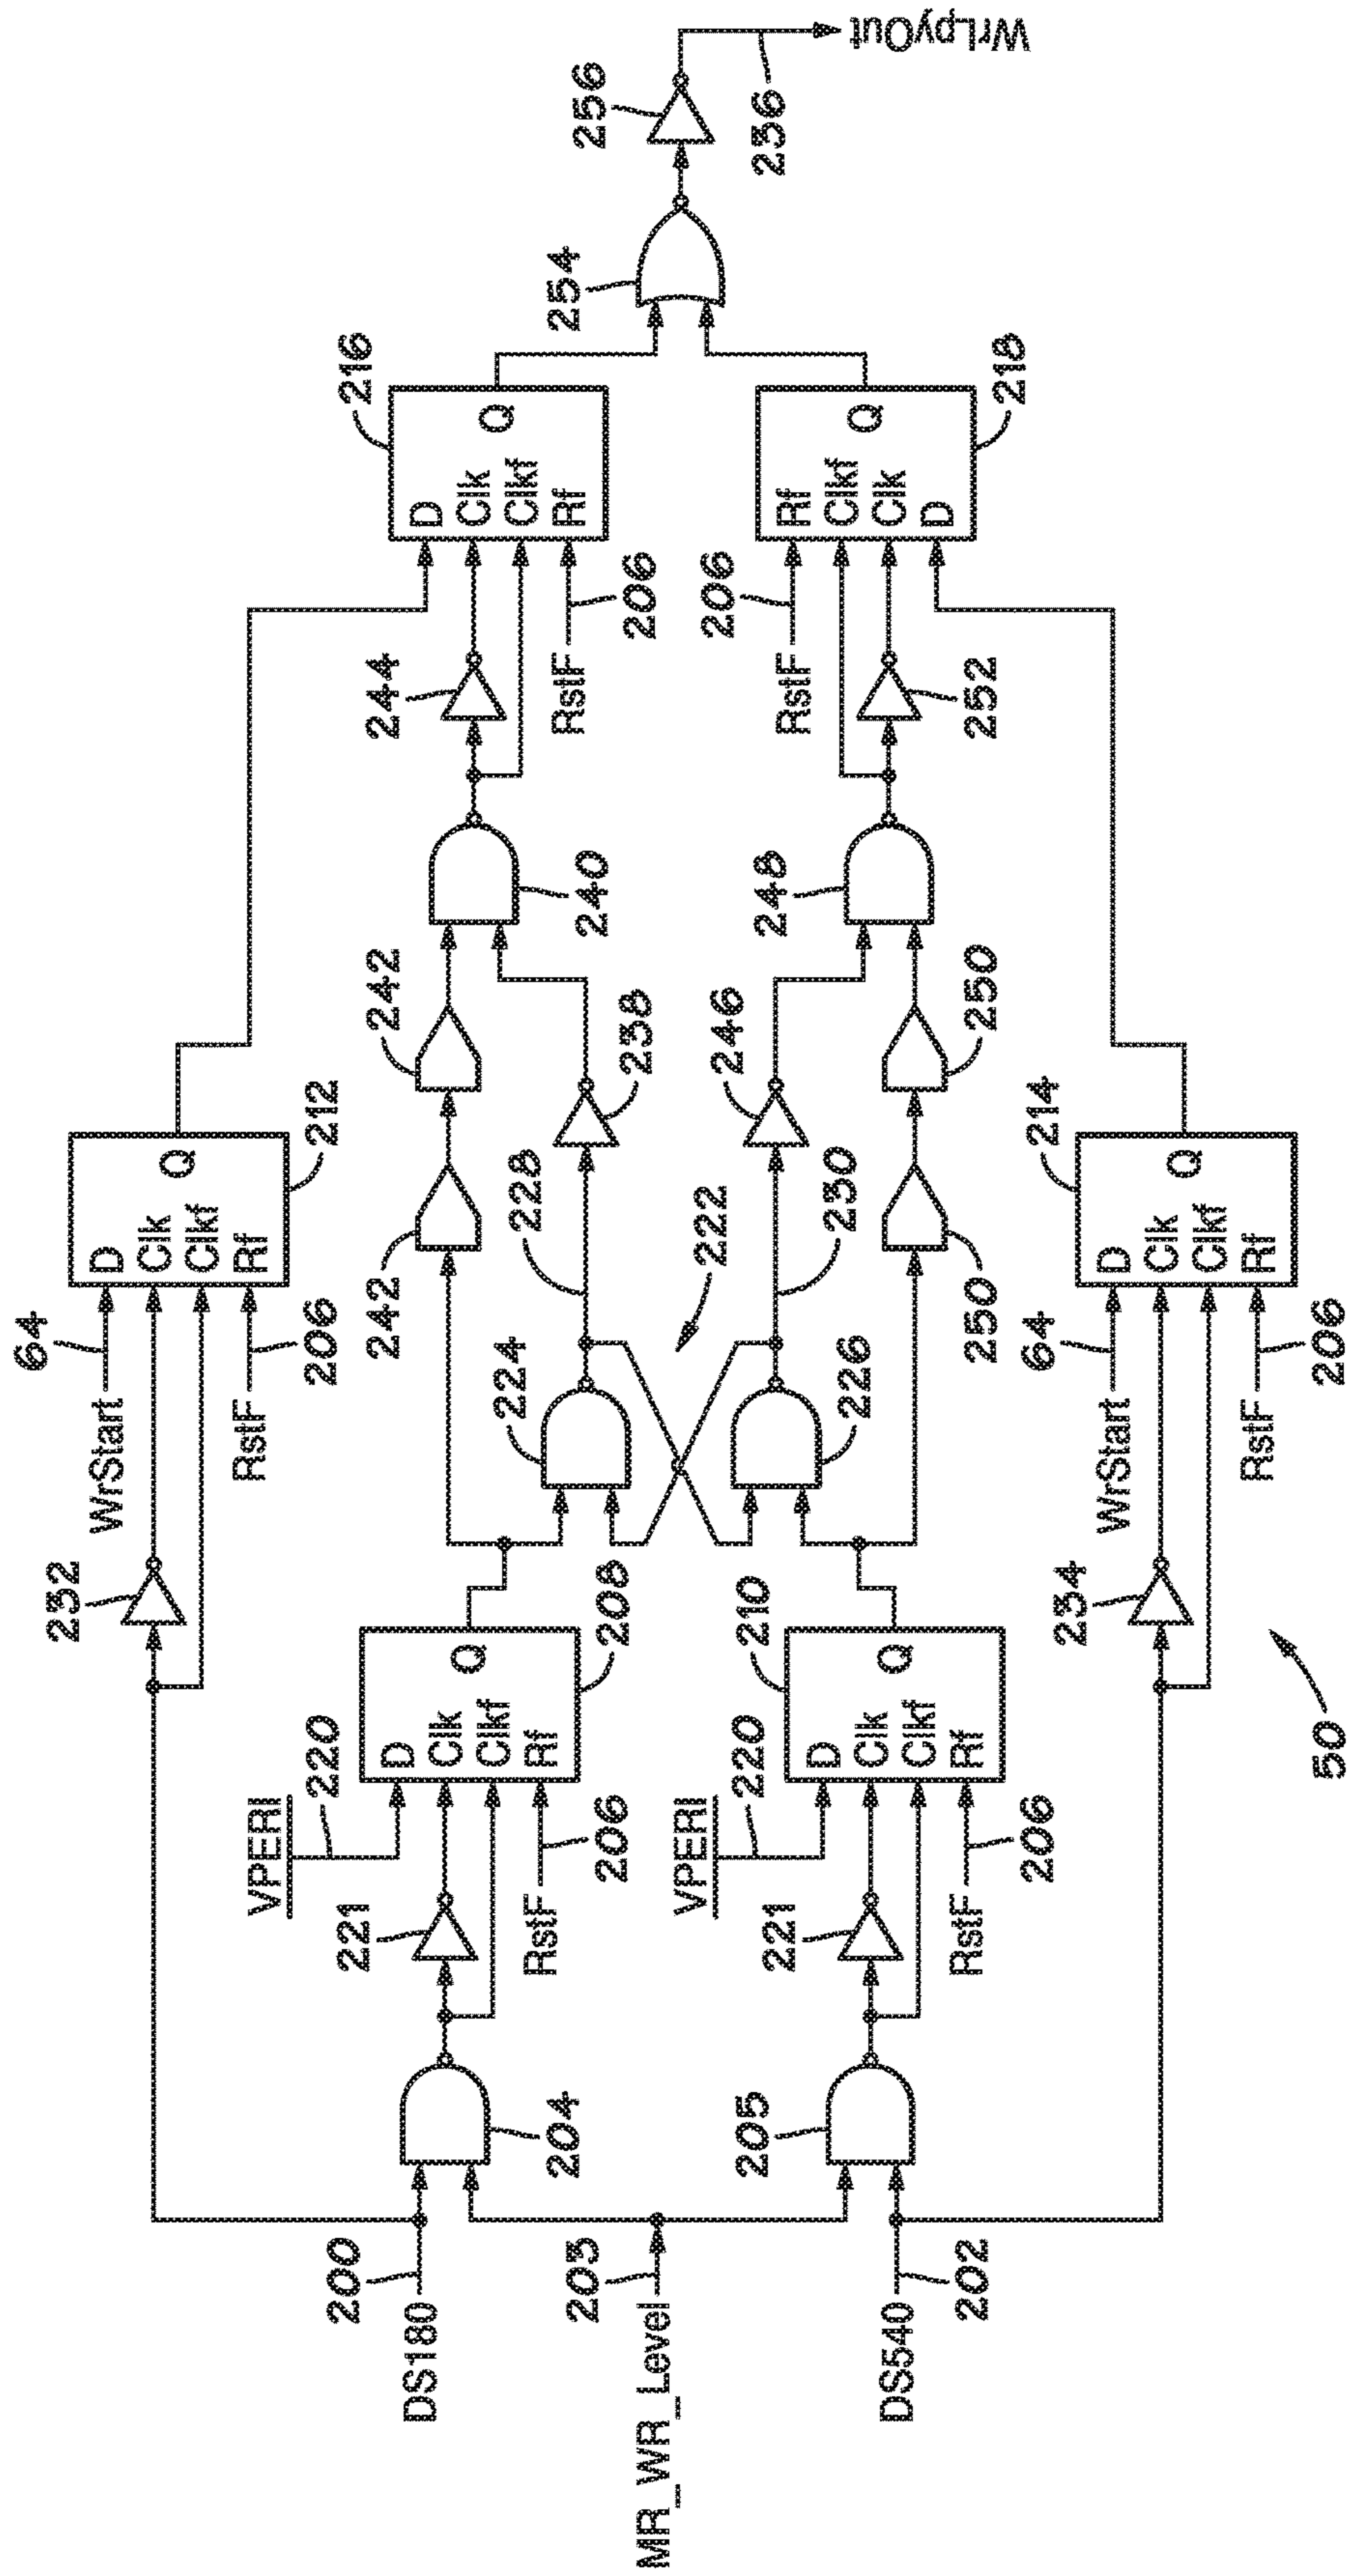 DS180
200
MR_WR_Level
203
DS540
202
204
205
221
VPERI
220
RstF
206
D
Clk
Clkf
Rf
Q
208
221
VPERI
220
RstF
206
D
Clk
Clkf
Rf
Q
210
232
WrStart
64
RstF
206
D
Clk
Clkf
Rf
Q
212
234
WrStart
64
RstF
206
D
Clk
Clkf
Rf
Q
214
224
226
228
230
222
242
242
238
246
250
250
240
248
244
252
RstF
206
D
Clk
Clkf
Rf
Q
216
RstF
206
Rf
Clkf
Clk
D
Q
218
254
256
236
WrLpyOut
50